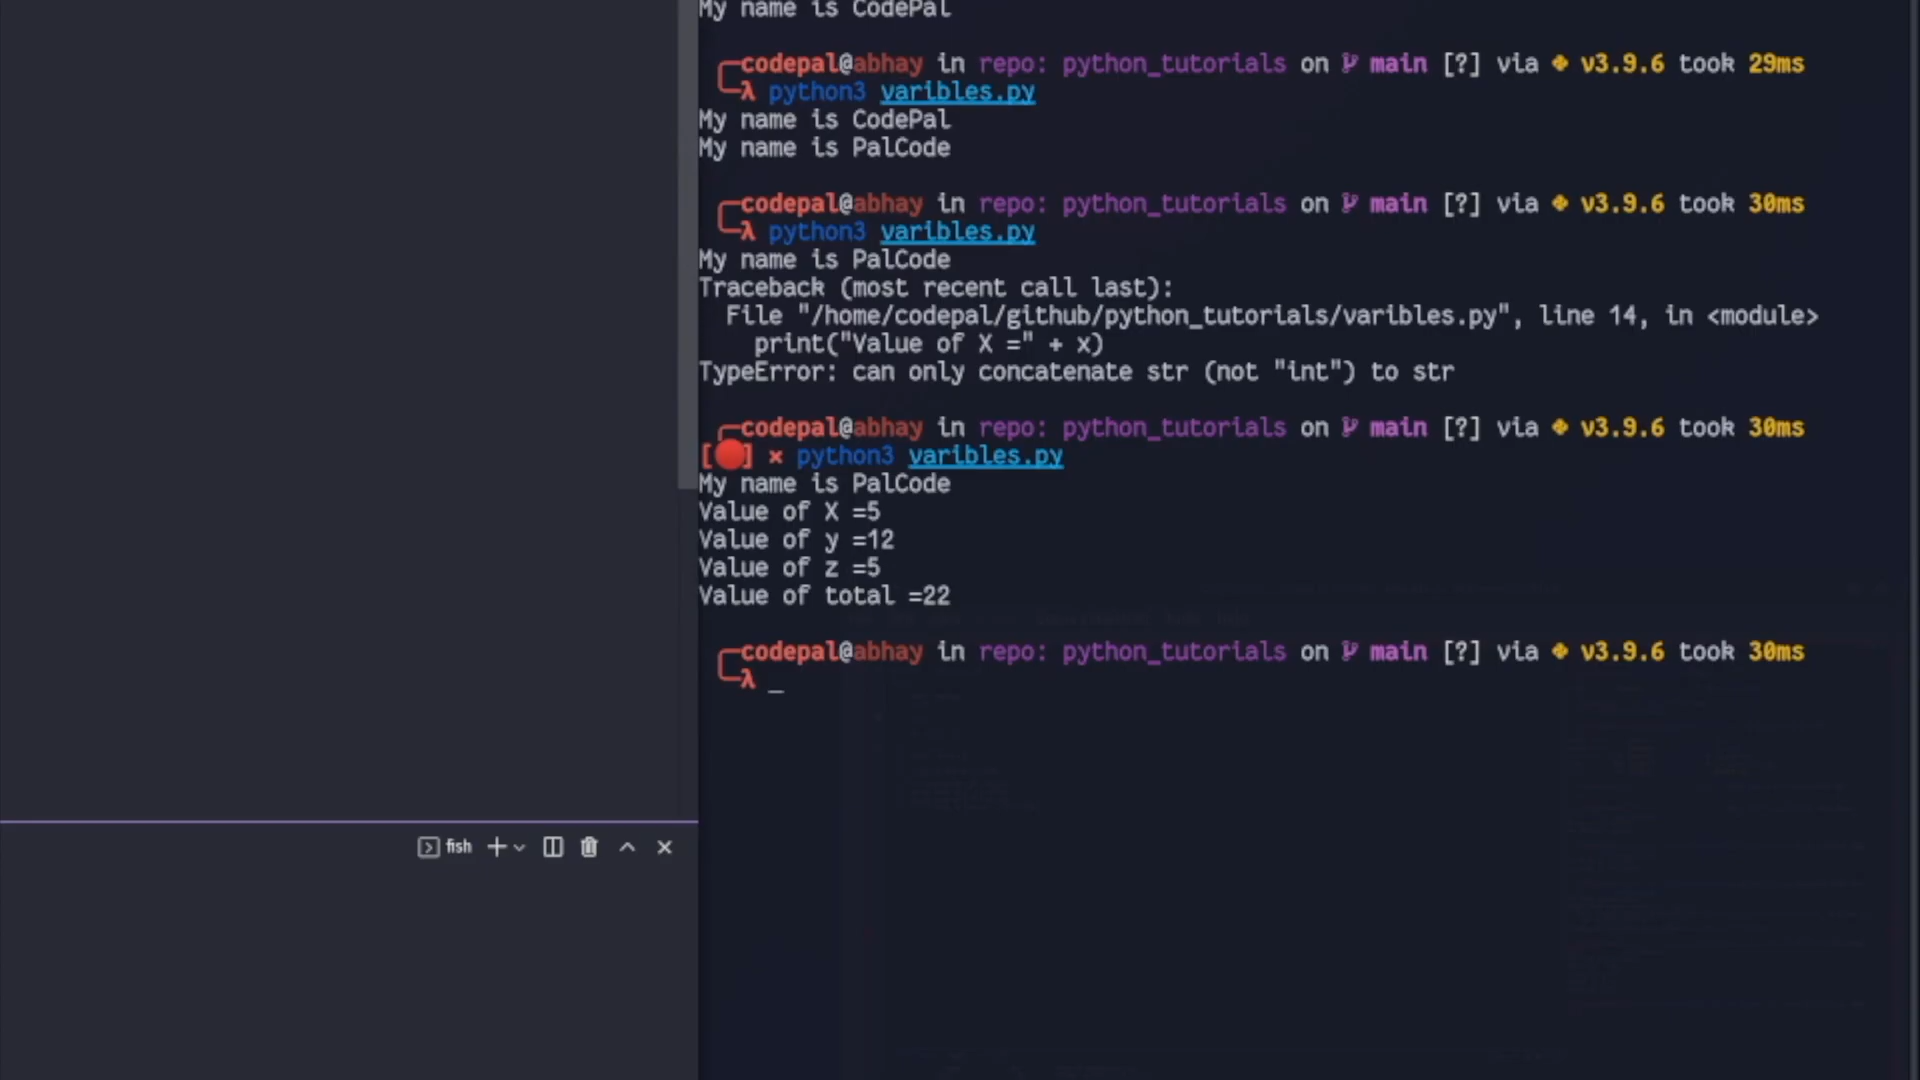 My name is CodePal
codepal@abhay in repo: python_tutorials on main [?] via v3.9.6 took 29ms
λ python3 varibles.py
My name is CodePal
My name is PalCode
codepal@abhay in repo: python_tutorials on main [?] via v3.9.6 took 30ms
λ python3 varibles.py
My name is PalCode
Traceback (most recent call last):
File "/home/codepal/github/python_tutorials/varibles.py", line 14, in <module>
print("Value of X =" + x)
TypeError: can only concatenate str (not "int") to str
codepal@abhay in repo: python_tutorials on main [?] via v3.9.6 took 30ms
[🔴] × python3 varibles.py
My name is PalCode
Value of X =5
Value of y =12
Value of z =5
Value of total =22
codepal@abhay in repo: python_tutorials on main [?] via v3.9.6 took 30ms
λ _
fish